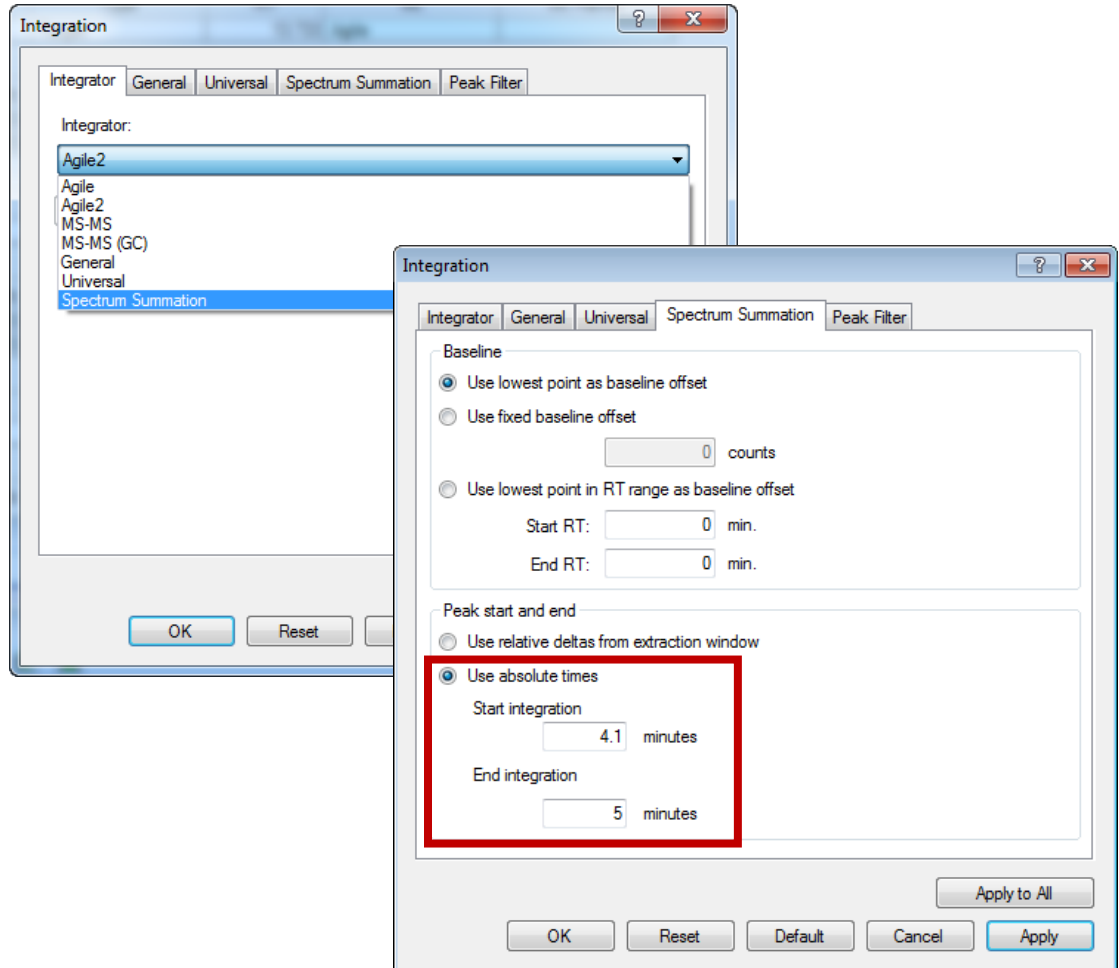 Integration
Integrator General Universal Spectrum Summation Peak Filter
Integrator:
Agile2
Agile
Agile2
MS-MS
MS-MS (GC)
General
Universal
Spectrum Summation
OK Reset
Integration
Integrator General Universal Spectrum Summation Peak Filter
Baseline
Use lowest point as baseline offset
Use fixed baseline offset
0 counts
Use lowest point in RT range as baseline offset
Start RT: 0 min.
End RT: 0 min.
Peak start and end
Use relative deltas from extraction window
Use absolute times
Start integration
4.1 minutes
End integration
5 minutes
Apply to All
OK Reset Default Cancel Apply